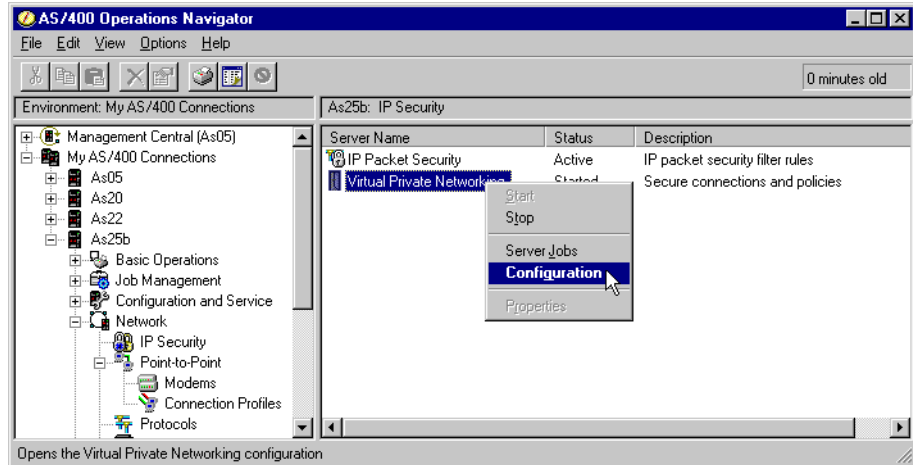 AS/400 Operations Navigator
File Edit View Options Help
0 minutes old
Environment: My AS/400 Connections
As25b: IP Security
Management Central (As05)
My AS/400 Connections
As05
As20
As22
As25b
Basic Operations
Job Management
Configuration and Service
Network
IP Security
Point-to-Point
Modems
Connection Profiles
Protocols
Server Name Status Description
IP Packet Security Active IP packet security filter rules
Virtual Private Networking Started Secure connections and policies
Start
Stop
Server Jobs
Configuration
Properties
Opens the Virtual Private Networking configuration